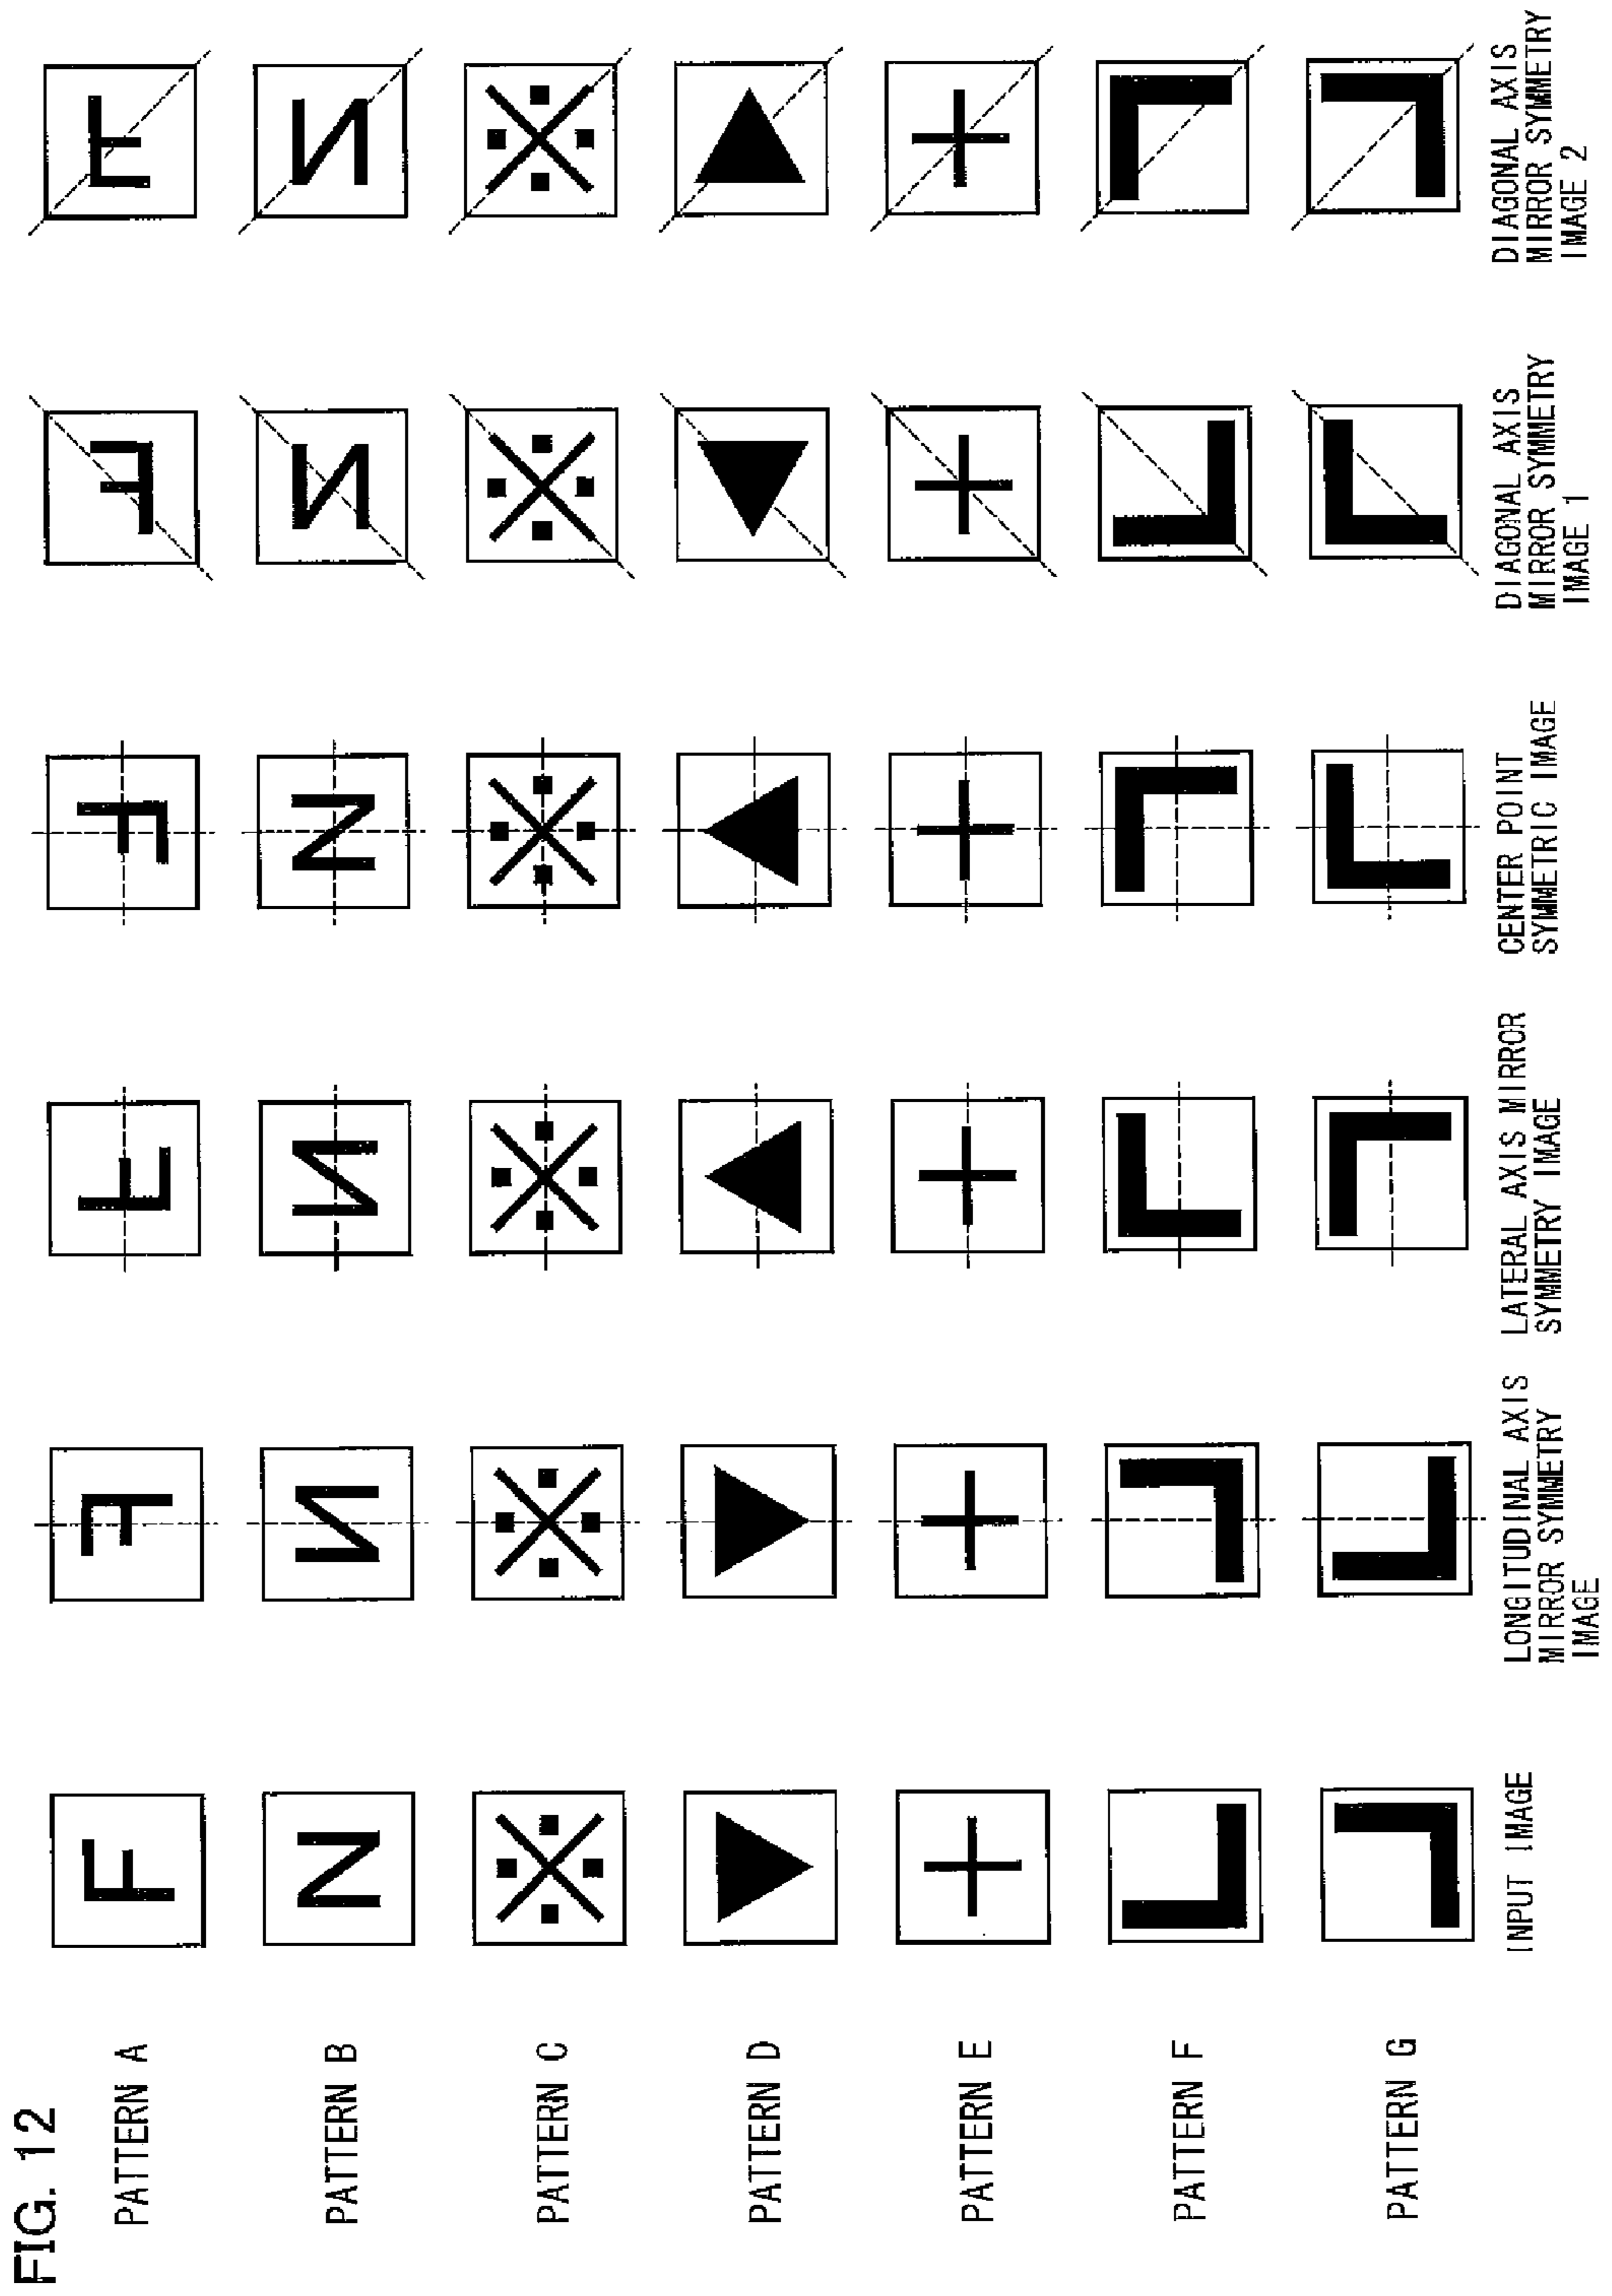 FIG. 12
PATTERN A
PATTERN B
PATTERN C
PATTERN D
PATTERN E
PATTERN F
PATTERN G
INPUT IMAGE
LONGITUDINAL AXIS
MIRROR SYMMETRY
IMAGE
LATERAL AXIS MIRROR
SYMMETRY IMAGE
CENTER POINT
SYMMETRIC IMAGE
DIAGONAL AXIS
MIRROR SYMMETRY
IMAGE 1
DIAGONAL AXIS
MIRROR SYMMETRY
IMAGE 2